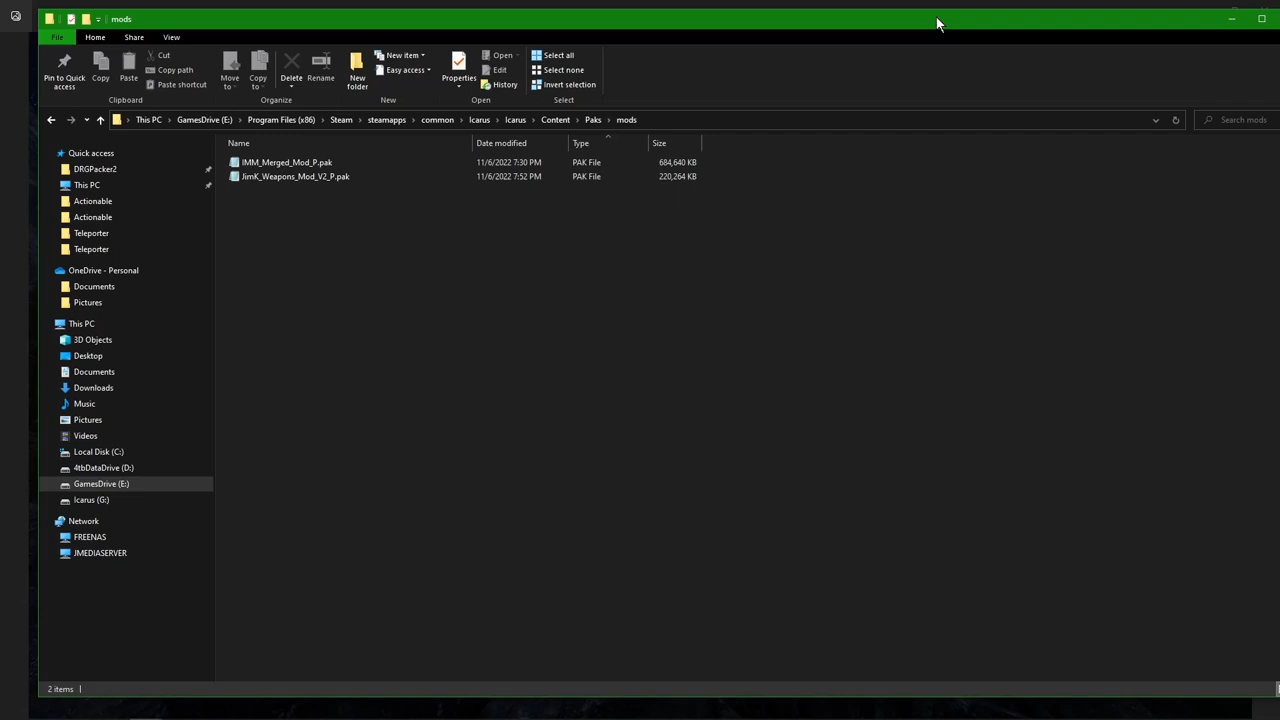 mods
File Home Share View
Pin to Quick access
Copy
Paste
Cut
Copy path
Paste shortcut
Clipboard
Move to
Copy to
Delete
Rename
Organize
New folder
New item
Easy access
New
Properties
Open
Edit
History
Open
Select all
Select none
Invert selection
Select
This PC > GamesDrive (E:) > Program Files (x86) > Steam > steamapps > common > Icarus > Icarus > Content > Paks > mods
Search mods
Name Date modified Type Size
IMM_Merged_Mod_P.pak 11/6/2022 7:30 PM PAK File 684,640 KB
JimK_Weapons_Mod_V2_P.pak 11/6/2022 7:52 PM PAK File 220,264 KB
Quick access
DRGPacker2
This PC
Actionable
Actionable
Teleporter
Teleporter
OneDrive - Personal
Documents
Pictures
This PC
3D Objects
Desktop
Documents
Downloads
Music
Pictures
Videos
Local Disk (C:)
4tbDataDrive (D:)
GamesDrive (E:)
Icarus (G:)
Network
FREENAS
JMEDIASERVER
2 items